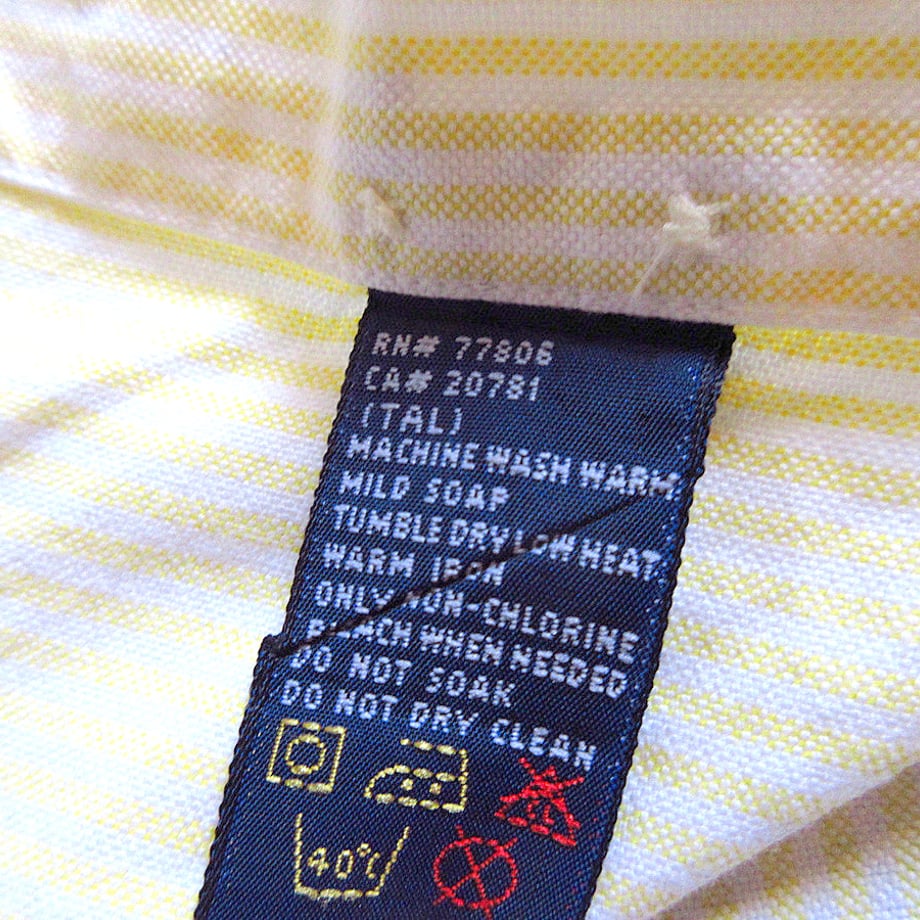 RN# 77806
CA# 20781
(TAL)
MACHINE WASH WARM
MILD SOAP
TUMBLE DRY LOW HEAT
WARM IRON
ONLY NON-CHLORINE
BLEACH WHEN NEEDED
DO NOT SOAK
DO NOT DRY CLEAN
40°C